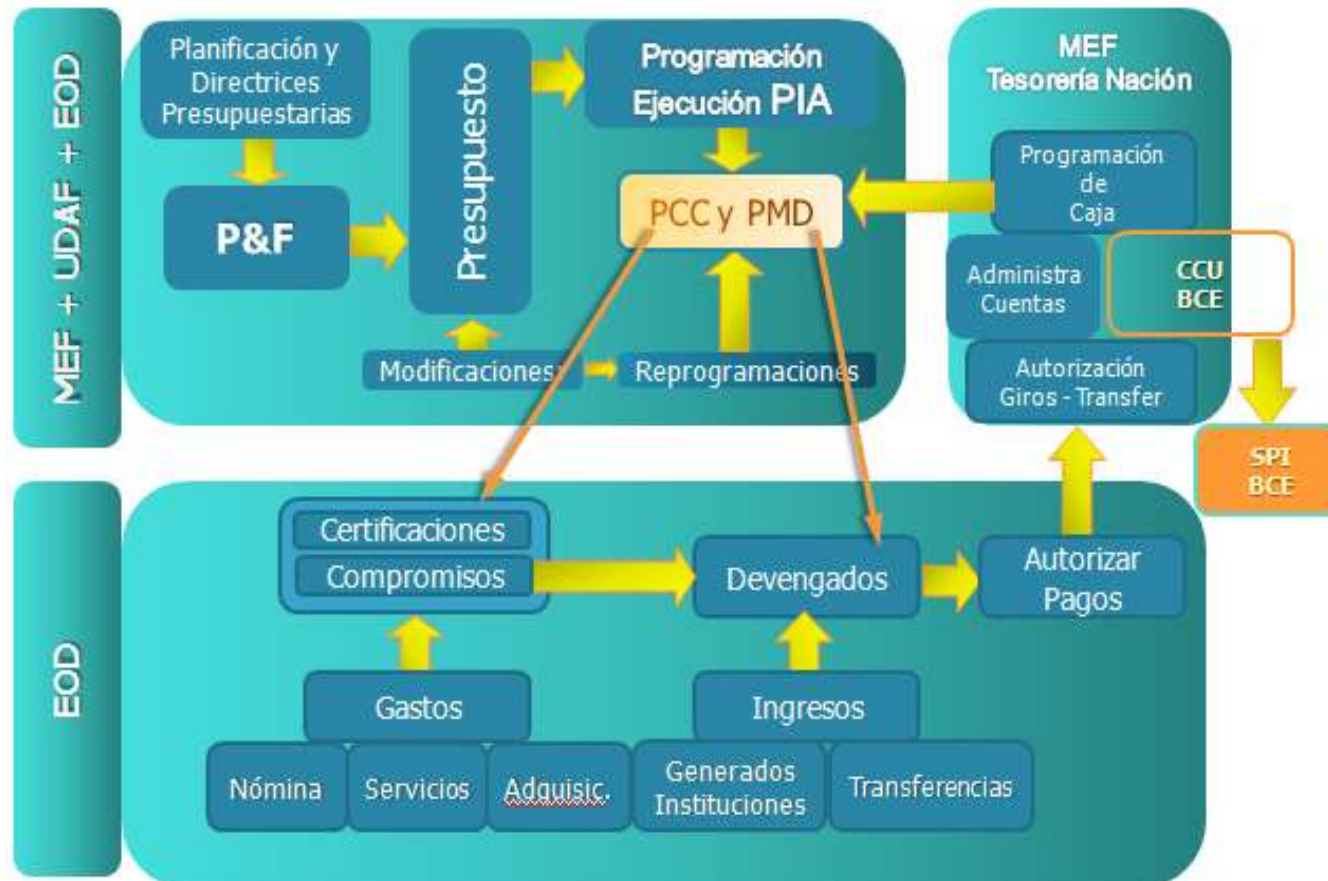 MEF + UDAF + EOD
Planificación y
Directrices
Presupuestarias
P&F
Presupuesto
Programación
Ejecución PIA
PCC y PMD
Modificaciones:
Reprogramaciones
MEF
Tesorería Nación
Programación
de
Caja
Administra
Cuentas
CCU
BCE
Autorización
Giros - Transfer
SPI
BCE
EOD
Certificaciones
Compromisos
Devengados
Autorizar
Pagos
Gastos
Ingresos
Nómina
Servicios
Adquisic.
Generados
Instituciones
Transferencias